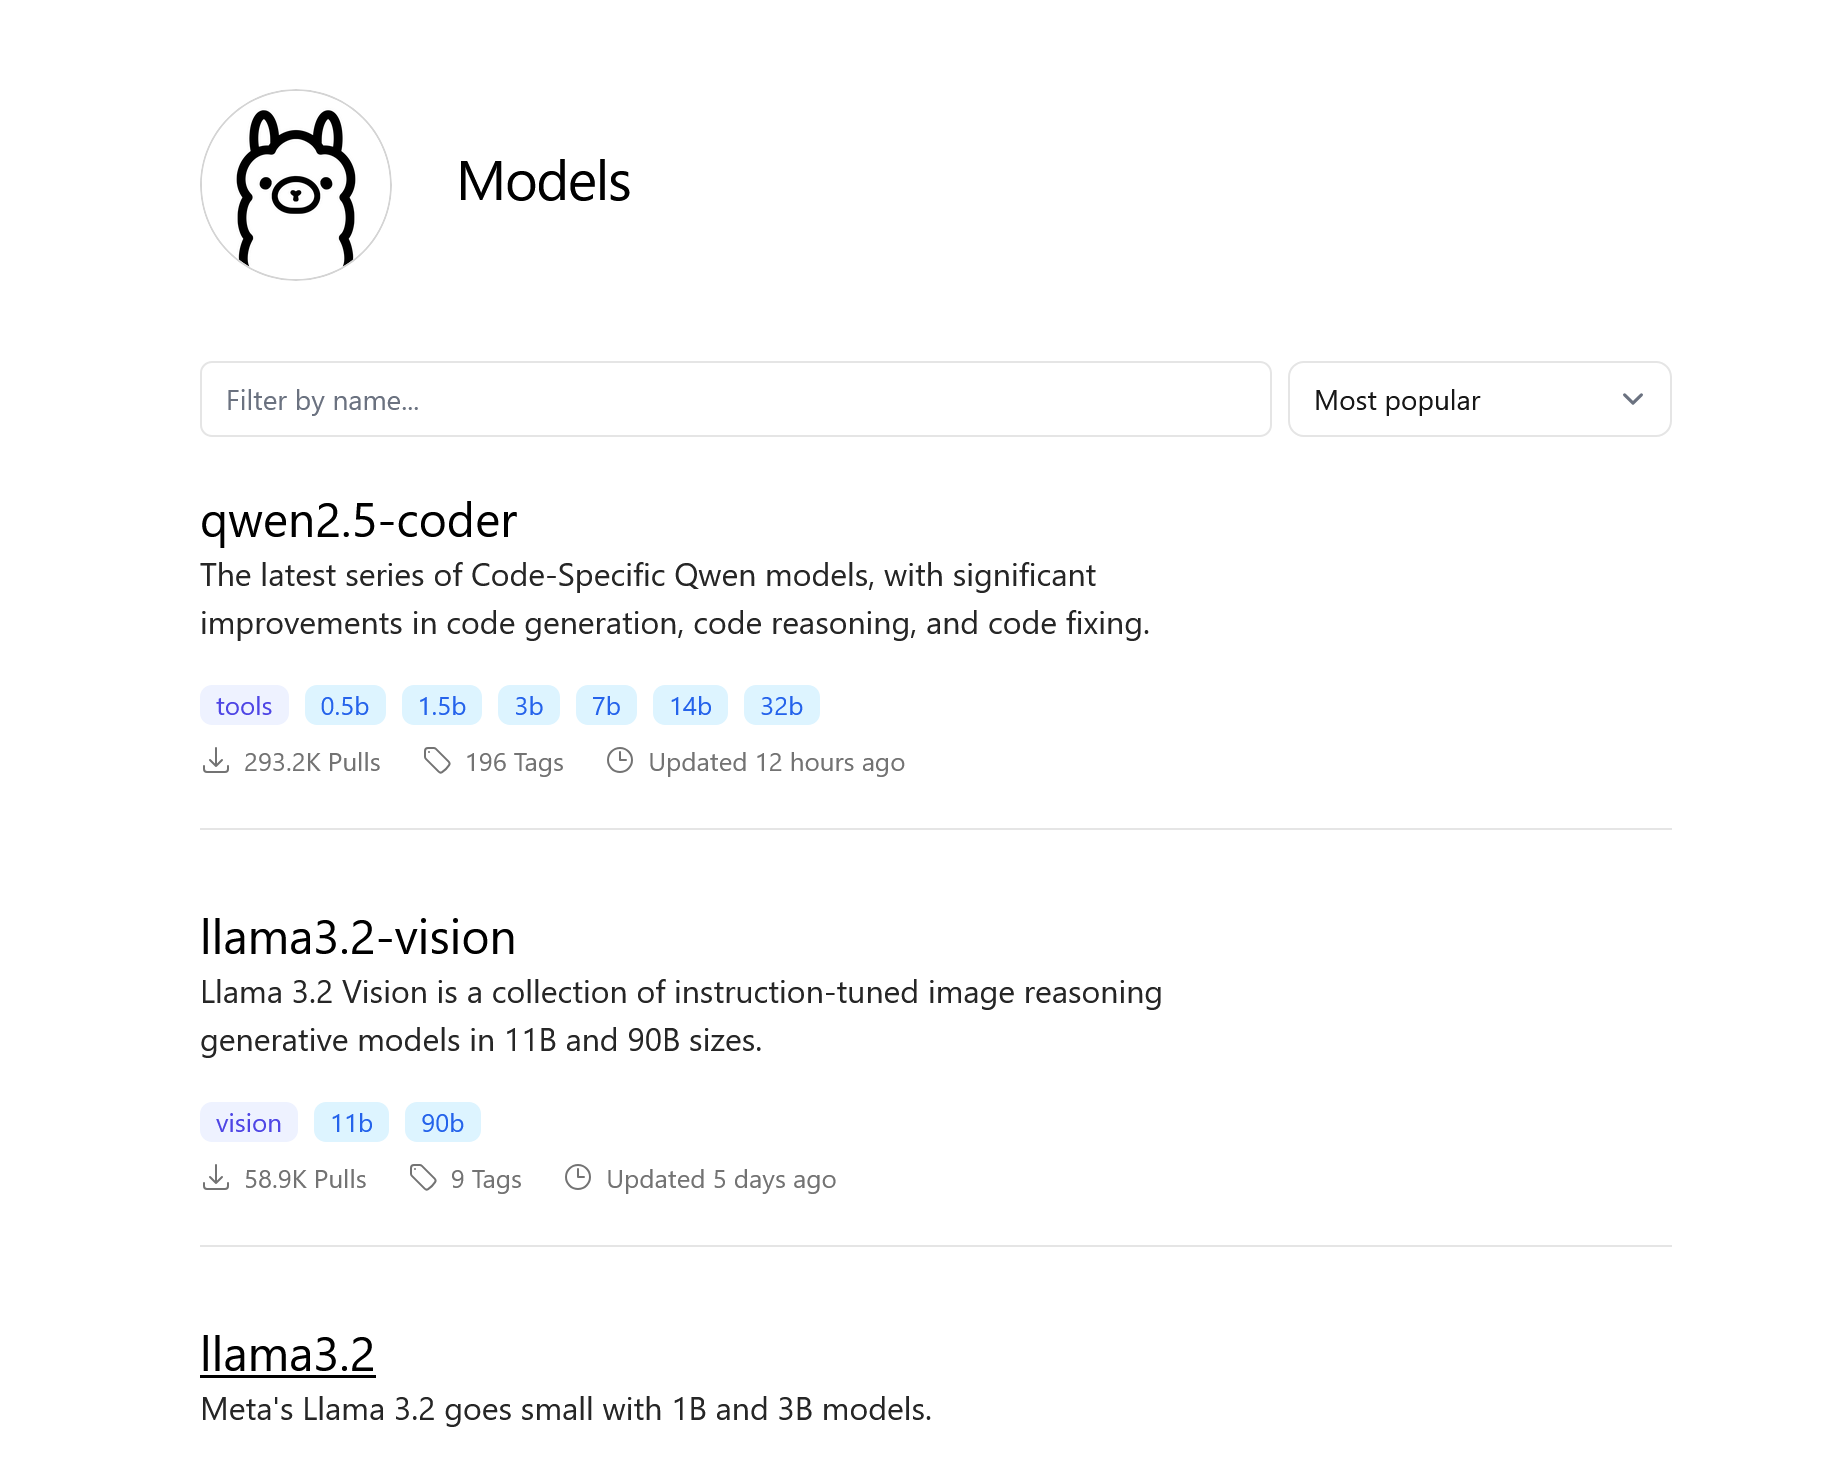 Models
Filter by name...
Most popular
qwen2.5-coder
The latest series of Code-Specific Qwen models, with significant
improvements in code generation, code reasoning, and code fixing.
tools 0.5b 1.5b 3b 7b 14b 32b
293.2K Pulls 196 Tags Updated 12 hours ago
llama3.2-vision
Llama 3.2 Vision is a collection of instruction-tuned image reasoning
generative models in 11B and 90B sizes.
vision 11b 90b
58.9K Pulls 9 Tags Updated 5 days ago
llama3.2
Meta's Llama 3.2 goes small with 1B and 3B models.